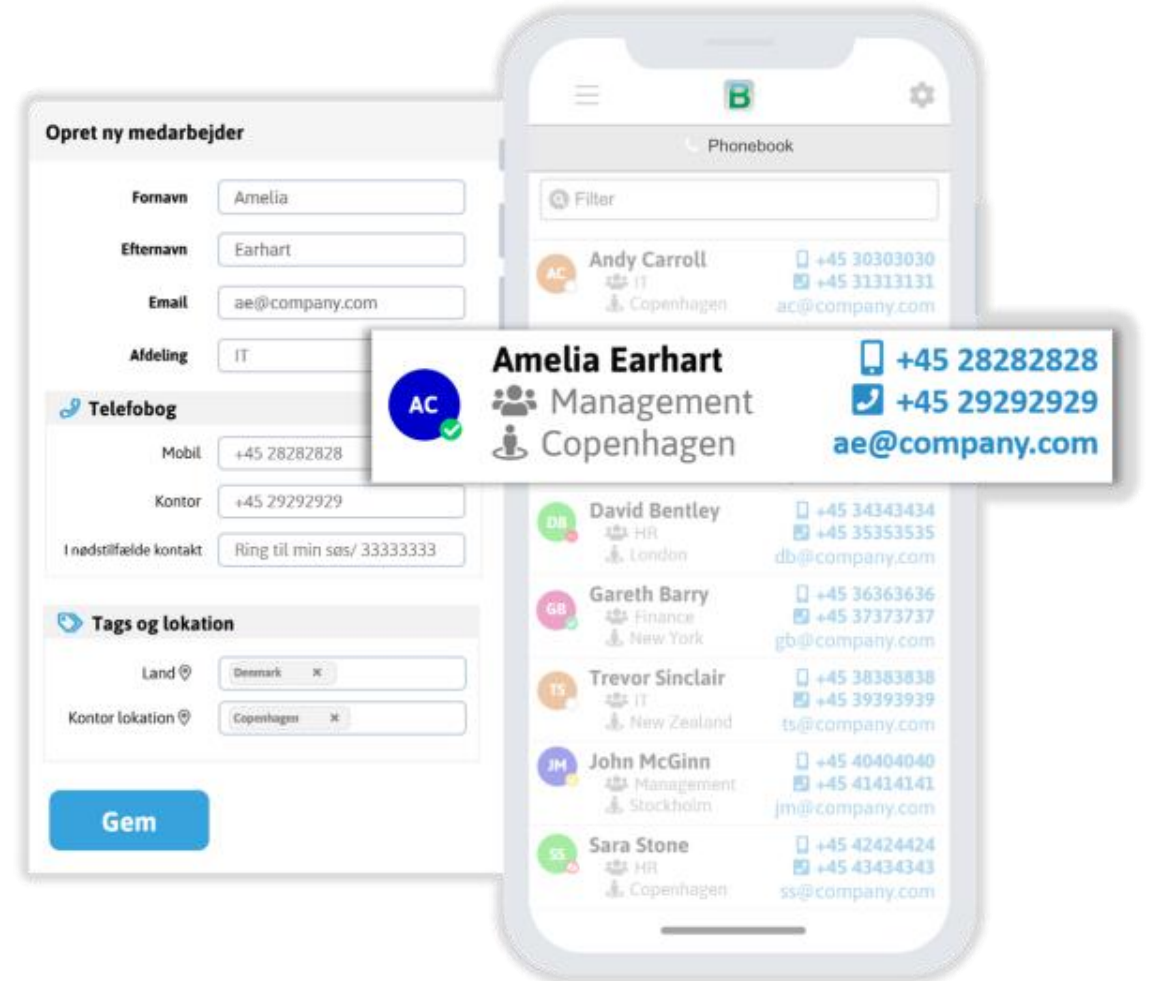 Opret ny medarbejder
Fornavn Amelia
Efternavn Earhart
Email ae@company.com
Afdeling IT
Telefobog
Mobil +45 28282828
Kontor +45 29292929
I nødstilfælde kontakt Ring til min søs/ 33333333
Tags og lokation
Land Denmark ×
Kontor lokation Copenhagen ×
Gem
B
Phonebook
Filter
AC Andy Carroll +45 30303030
IT +45 31313131
Copenhagen ac@company.com
AC Amelia Earhart +45 28282828
Management +45 29292929
Copenhagen ae@company.com
DB David Bentley +45 34343434
HR +45 35353535
London db@company.com
GB Gareth Barry +45 36363636
Finance +45 37373737
New York gb@company.com
TS Trevor Sinclair +45 38383838
IT +45 39393939
New Zealand ts@company.com
JM John McGinn +45 40404040
Management +45 41414141
Stockholm jm@company.com
SS Sara Stone +45 42424424
HR +45 43434343
Copenhagen ss@company.com